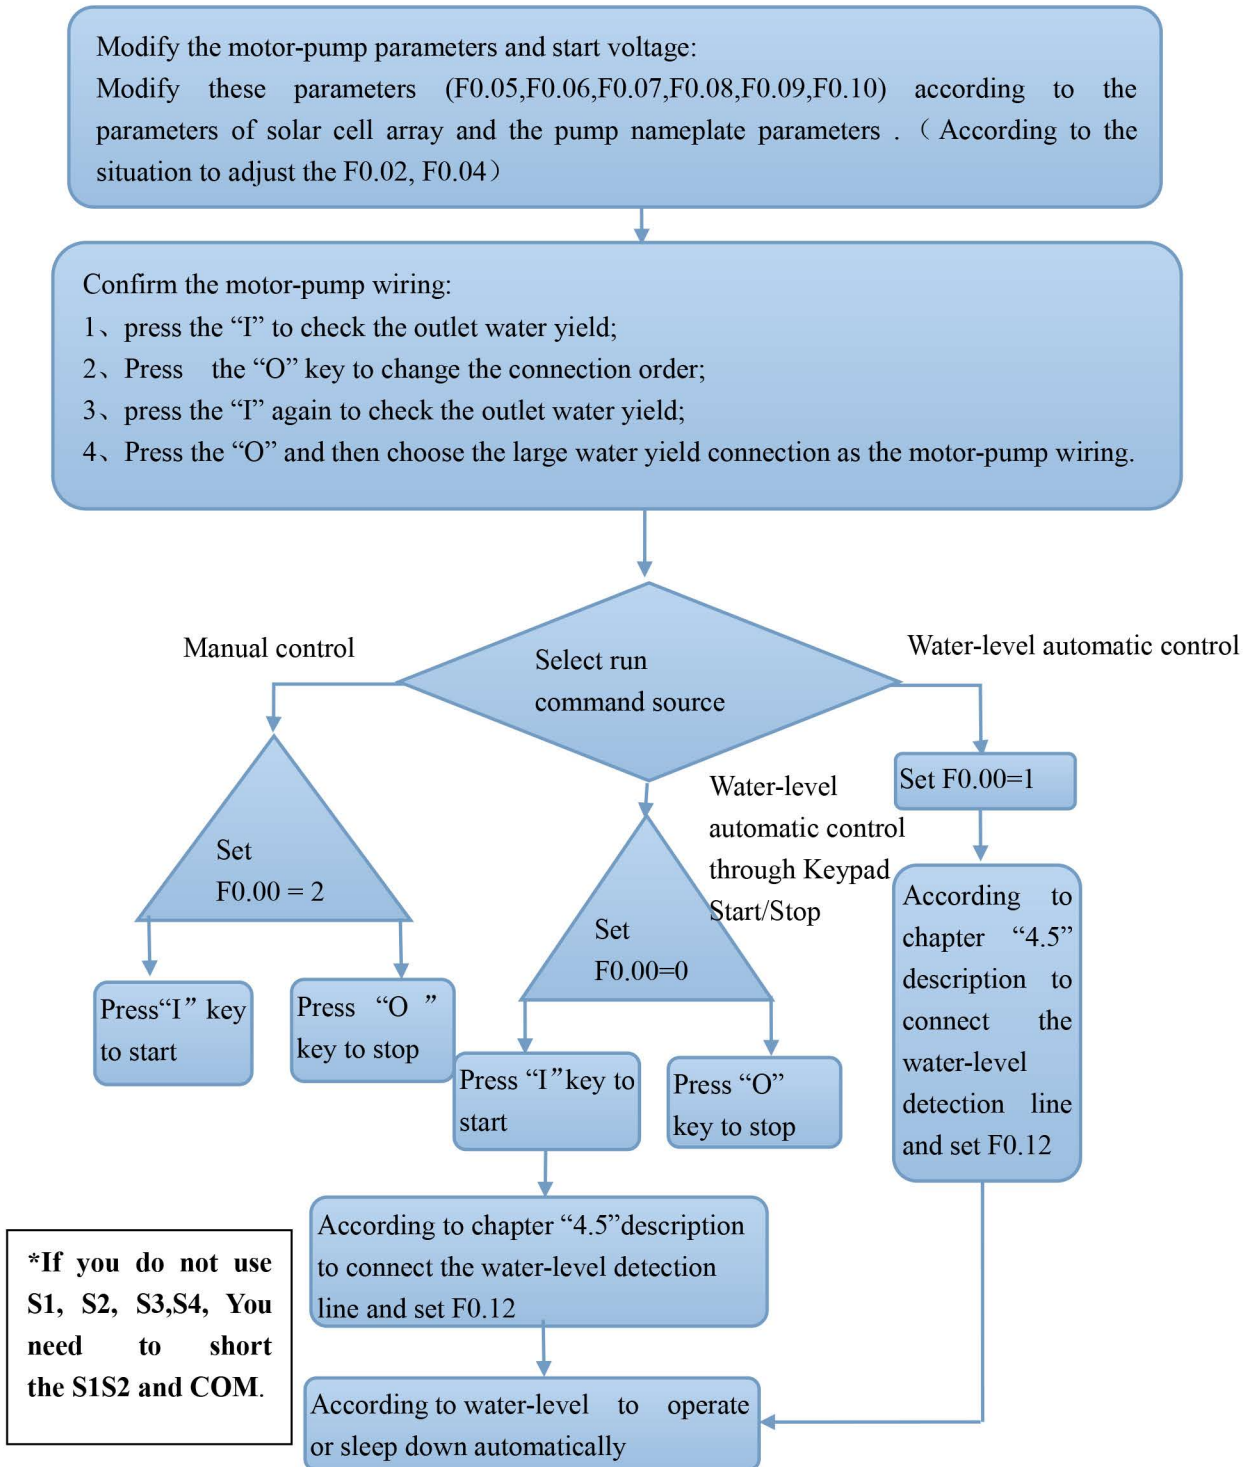 Modify the motor-pump parameters and start voltage:
Modify these parameters (F0.05,F0.06,F0.07,F0.08,F0.09,F0.10) according to the
parameters of solar cell array and the pump nameplate parameters .（According to the
situation to adjust the F0.02, F0.04）
Confirm the motor-pump wiring:
1、press the “I” to check the outlet water yield;
2、Press the “O” key to change the connection order;
3、press the “I” again to check the outlet water yield;
4、Press the “O” and then choose the large water yield connection as the motor-pump wiring.
Manual control
Select run
command source
Water-level automatic control
Set
F0.00 = 2
Press“I” key
to start
Press “O ”
key to stop
Water-level
automatic control
through Keypad
Start/Stop
Set
F0.00=0
Press “I”key to
start
Press “O”
key to stop
Set F0.00=1
According to
chapter “4.5”
description to
connect the
water-level
detection line
and set F0.12
According to chapter “4.5”description
to connect the water-level detection
line and set F0.12
According to water-level to operate
or sleep down automatically
*If you do not use
S1, S2, S3,S4, You
need to short
the S1S2 and COM.